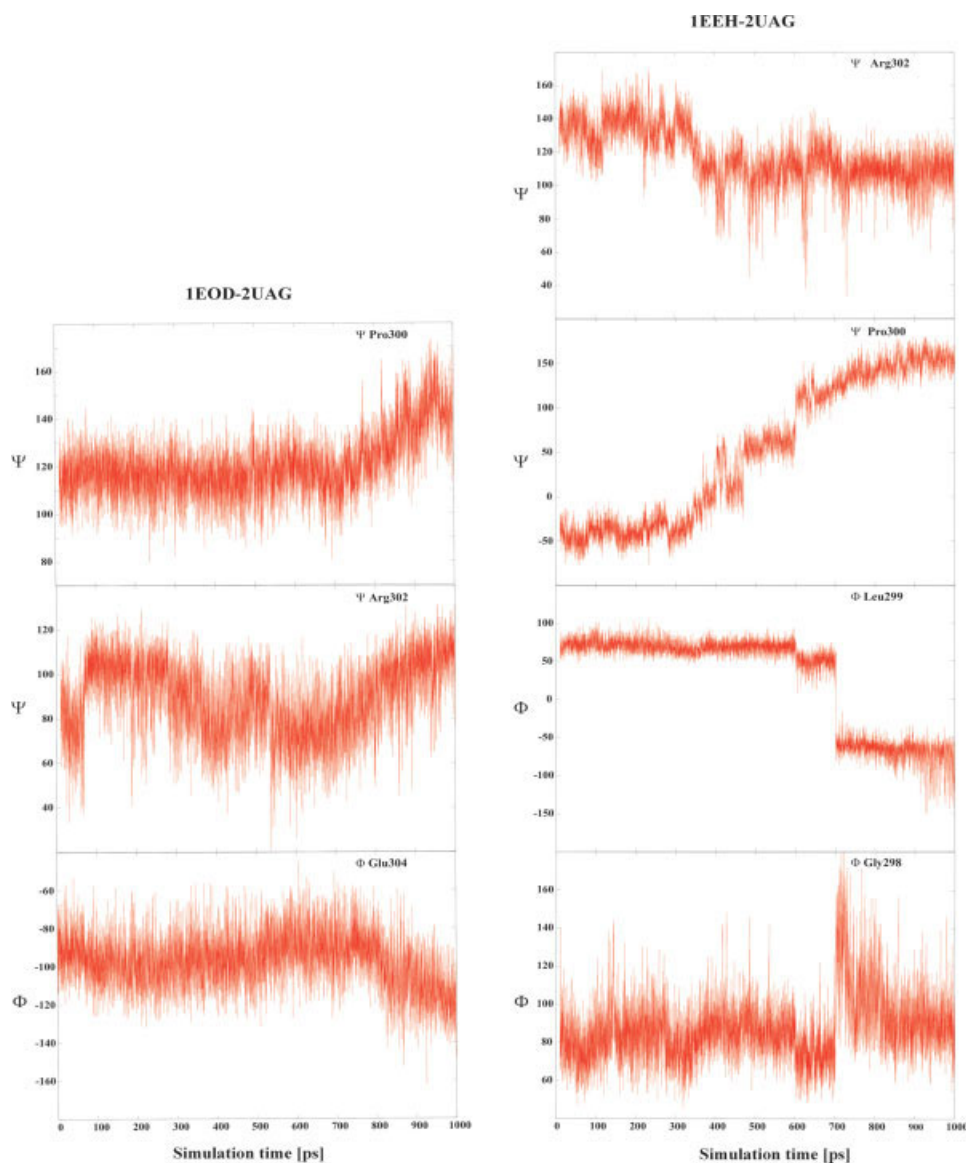 1EEH-2UAG
Ψ Arg302
160
140
120
100
80
60
40
Ψ
Ψ Pro300
150
100
50
0
-50
Ψ
Φ Leu299
100
50
0
-50
-100
-150
Φ
Φ Gly298
160
140
120
100
80
60
Φ
0 100 200 300 400 500 600 700 800 900 1000
Simulation time [ps]
1EOD-2UAG
Ψ Pro300
160
140
120
100
80
Ψ
Ψ Arg302
120
100
80
60
40
Ψ
Φ Glu304
-60
-80
-100
-120
-140
-160
Φ
0 100 200 300 400 500 600 700 800 900 1000
Simulation time [ps]